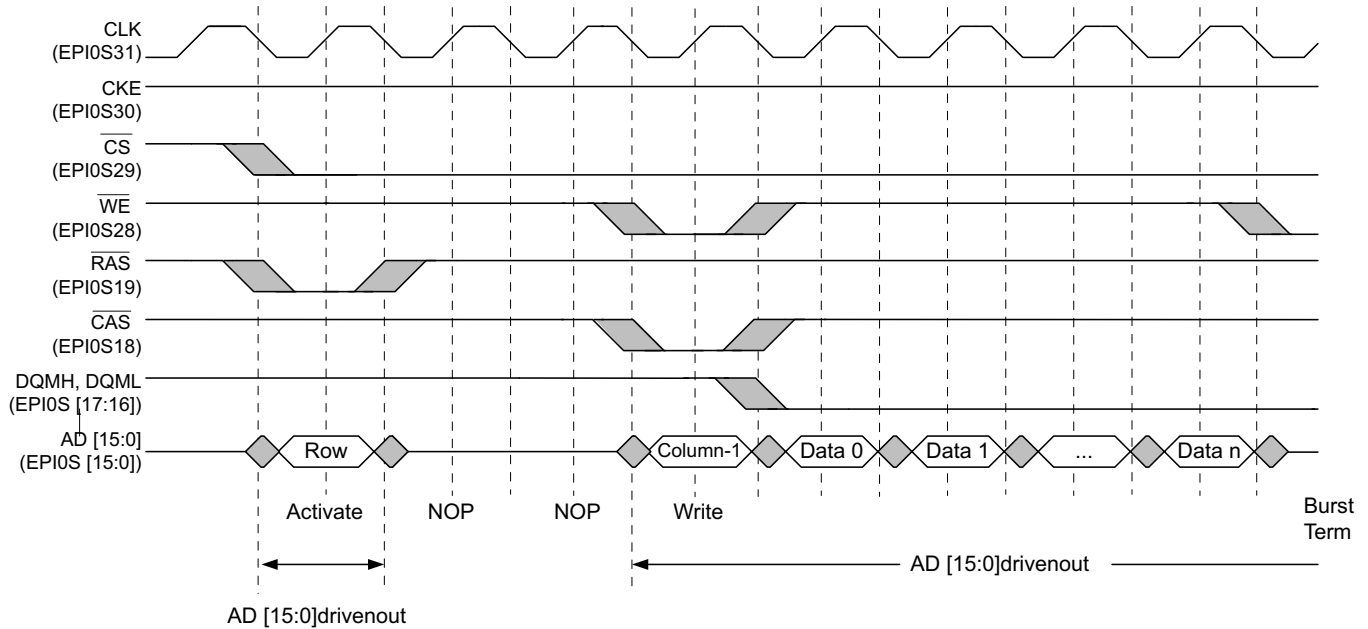 CLK
(EPI0S31)
CKE
(EPI0S30)
CS
(EPI0S29)
WE
(EPI0S28)
RAS
(EPI0S19)
CAS
(EPI0S18)
DQMH, DQML
(EPI0S [17:16])
AD [15:0]
(EPI0S [15:0])
Row
Column-1
Data 0
Data 1
...
Data n
Activate
NOP
NOP
Write
Burst
Term
AD [15:0]drivenout
AD [15:0]drivenout